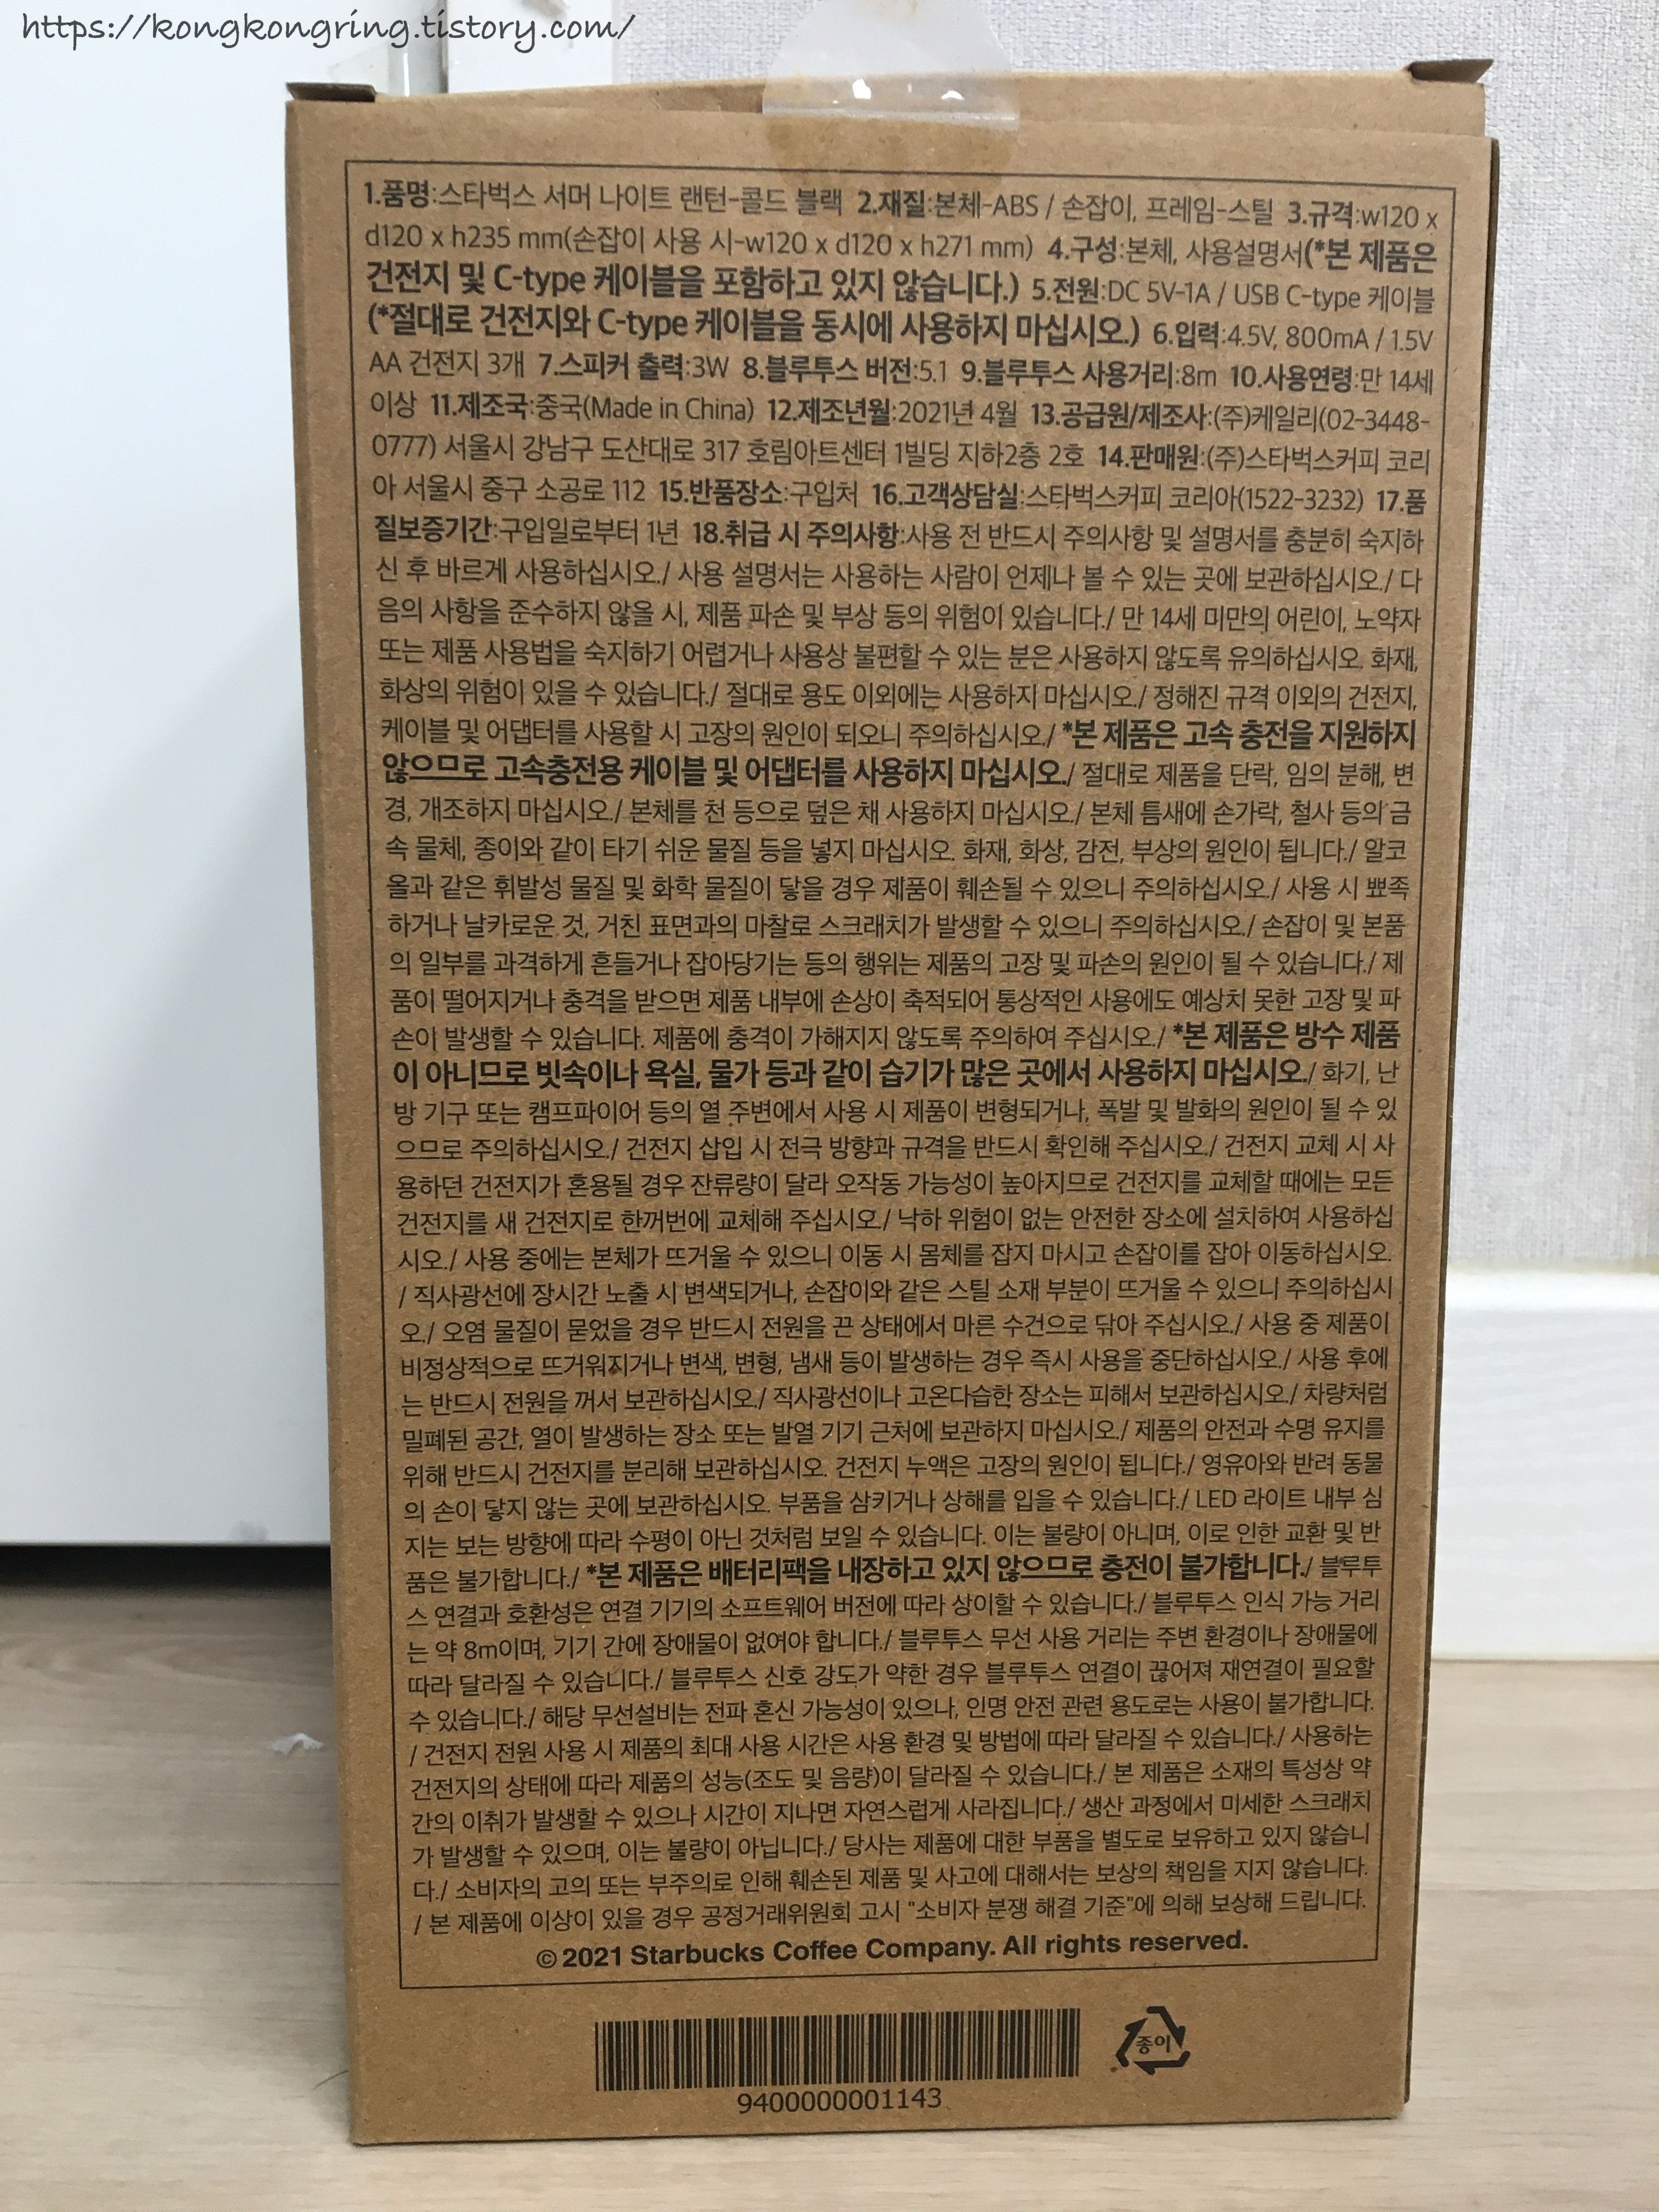 https://kongkongring.tistory.com/
1.품명:스타벅스 서머 나이트 랜턴-콜드 블랙 2.재질:본체-ABS / 손잡이, 프레임-스틸 3.규격:w120 x
d120 x h235 mm(손잡이 사용 시-w120 x d120 x h271 mm) 4.구성:본체, 사용설명서(*본 제품은
건전지 및 C-type 케이블을 포함하고 있지 않습니다.) 5.전원:DC 5V-1A / USB C-type 케이블
(*절대로 건전지와 C-type 케이블을 동시에 사용하지 마십시오.) 6.입력:4.5V, 800mA / 1.5V
AA 건전지 3개 7.스피커 출력:3W 8.블루투스 버전:5.1 9.블루투스 사용거리:8m 10.사용연령:만 14세
이상 11.제조국:중국(Made in China) 12.제조년월:2021년 4월 13.공급원/제조사:(주)케일리(02-3448-
0777) 서울시 강남구 도산대로 317 호림아트센터 1빌딩 지하2층 2호 14.판매원:(주)스타벅스커피 코리
아 서울시 중구 소공로 112 15.반품장소:구입처 16.고객상담실:스타벅스커피 코리아(1522-3232) 17.품
질보증기간:구입일로부터 1년 18.취급 시 주의사항:사용 전 반드시 주의사항 및 설명서를 충분히 숙지하
신 후 바르게 사용하십시오./ 사용 설명서는 사용하는 사람이 언제나 볼 수 있는 곳에 보관하십시오./ 다
음의 사항을 준수하지 않을 시, 제품 파손 및 부상 등의 위험이 있습니다./ 만 14세 미만의 어린이, 노약자
또는 제품 사용법을 숙지하기 어렵거나 사용상 불편할 수 있는 분은 사용하지 않도록 유의하십시오. 화재,
화상의 위험이 있을 수 있습니다./ 절대로 용도 이외에는 사용하지 마십시오./ 정해진 규격 이외의 건전지,
케이블 및 어댑터를 사용할 시 고장의 원인이 되오니 주의하십시오./ *본 제품은 고속 충전을 지원하지
않으므로 고속충전용 케이블 및 어댑터를 사용하지 마십시오./ 절대로 제품을 단락, 임의 분해, 변
경, 개조하지 마십시오./ 본체를 천 등으로 덮은 채 사용하지 마십시오./ 본체 틈새에 손가락, 철사 등의 금
속 물체, 종이와 같이 타기 쉬운 물질 등을 넣지 마십시오. 화재, 화상, 감전, 부상의 원인이 됩니다./ 알코
올과 같은 휘발성 물질 및 화학 물질이 닿을 경우 제품이 훼손될 수 있으니 주의하십시오./ 사용 시 뾰족
하거나 날카로운 것, 거친 표면과의 마찰로 스크래치가 발생할 수 있으니 주의하십시오./ 손잡이 및 본품
의 일부를 과격하게 흔들거나 잡아당기는 등의 행위는 제품의 고장 및 파손의 원인이 될 수 있습니다./ 제
품이 떨어지거나 충격을 받으면 제품 내부에 손상이 축적되어 통상적인 사용에도 예상치 못한 고장 및 파
손이 발생할 수 있습니다. 제품에 충격이 가해지지 않도록 주의하여 주십시오./ *본 제품은 방수 제품
이 아니므로 빗속이나 욕실, 물가 등과 같이 습기가 많은 곳에서 사용하지 마십시오./ 화기, 난
방 기구 또는 캠프파이어 등의 열 주변에서 사용 시 제품이 변형되거나, 폭발 및 발화의 원인이 될 수 있
으므로 주의하십시오./ 건전지 삽입 시 전극 방향과 규격을 반드시 확인해 주십시오./ 건전지 교체 시 사
용하던 건전지가 혼용될 경우 잔류량이 달라 오작동 가능성이 높아지므로 건전지를 교체할 때에는 모든
건전지를 새 건전지로 한꺼번에 교체해 주십시오./ 낙하 위험이 없는 안전한 장소에 설치하여 사용하십
시오./ 사용 중에는 본체가 뜨거울 수 있으니 이동 시 몸체를 잡지 마시고 손잡이를 잡아 이동하십시오.
/ 직사광선에 장시간 노출 시 변색되거나, 손잡이와 같은 스틸 소재 부분이 뜨거울 수 있으니 주의하십시
오./ 오염 물질이 묻었을 경우 반드시 전원을 끈 상태에서 마른 수건으로 닦아 주십시오./ 사용 중 제품이
비정상적으로 뜨거워지거나 변색, 변형, 냄새 등이 발생하는 경우 즉시 사용을 중단하십시오./ 사용 후에
는 반드시 전원을 꺼서 보관하십시오./ 직사광선이나 고온다습한 장소는 피해서 보관하십시오./ 차량처럼
밀폐된 공간, 열이 발생하는 장소 또는 발열 기기 근처에 보관하지 마십시오./ 제품의 안전과 수명 유지를
위해 반드시 건전지를 분리해 보관하십시오. 건전지 누액은 고장의 원인이 됩니다./ 영유아와 반려 동물
의 손이 닿지 않는 곳에 보관하십시오. 부품을 삼키거나 상해를 입을 수 있습니다./ LED 라이트 내부 심
지는 보는 방향에 따라 수평이 아닌 것처럼 보일 수 있습니다. 이는 불량이 아니며, 이로 인한 교환 및 반
품은 불가합니다./ *본 제품은 배터리팩을 내장하고 있지 않으므로 충전이 불가합니다./ 블루투
스 연결과 호환성은 연결 기기의 소프트웨어 버전에 따라 상이할 수 있습니다./ 블루투스 인식 가능 거리
는 약 8m이며, 기기 간에 장애물이 없여야 합니다./ 블루투스 무선 사용 거리는 주변 환경이나 장애물에
따라 달라질 수 있습니다./ 블루투스 신호 강도가 약한 경우 블루투스 연결이 끊어져 재연결이 필요할
수 있습니다./ 해당 무선설비는 전파 혼신 가능성이 있으나, 인명 안전 관련 용도로는 사용이 불가합니다.
/ 건전지 전원 사용 시 제품의 최대 사용 시간은 사용 환경 및 방법에 따라 달라질 수 있습니다./ 사용하는
건전지의 상태에 따라 제품의 성능(조도 및 음량)이 달라질 수 있습니다./ 본 제품은 소재의 특성상 약
간의 이취가 발생할 수 있으나 시간이 지나면 자연스럽게 사라집니다./ 생산 과정에서 미세한 스크래치
가 발생할 수 있으며, 이는 불량이 아닙니다./ 당사는 제품에 대한 부품을 별도로 보유하고 있지 않습니
다./ 소비자의 고의 또는 부주의로 인해 훼손된 제품 및 사고에 대해서는 보상의 책임을 지지 않습니다.
/ 본 제품에 이상이 있을 경우 공정거래위원회 고시 "소비자 분쟁 해결 기준"에 의해 보상해 드립니다.
© 2021 Starbucks Coffee Company. All rights reserved.
9400000001143
종이